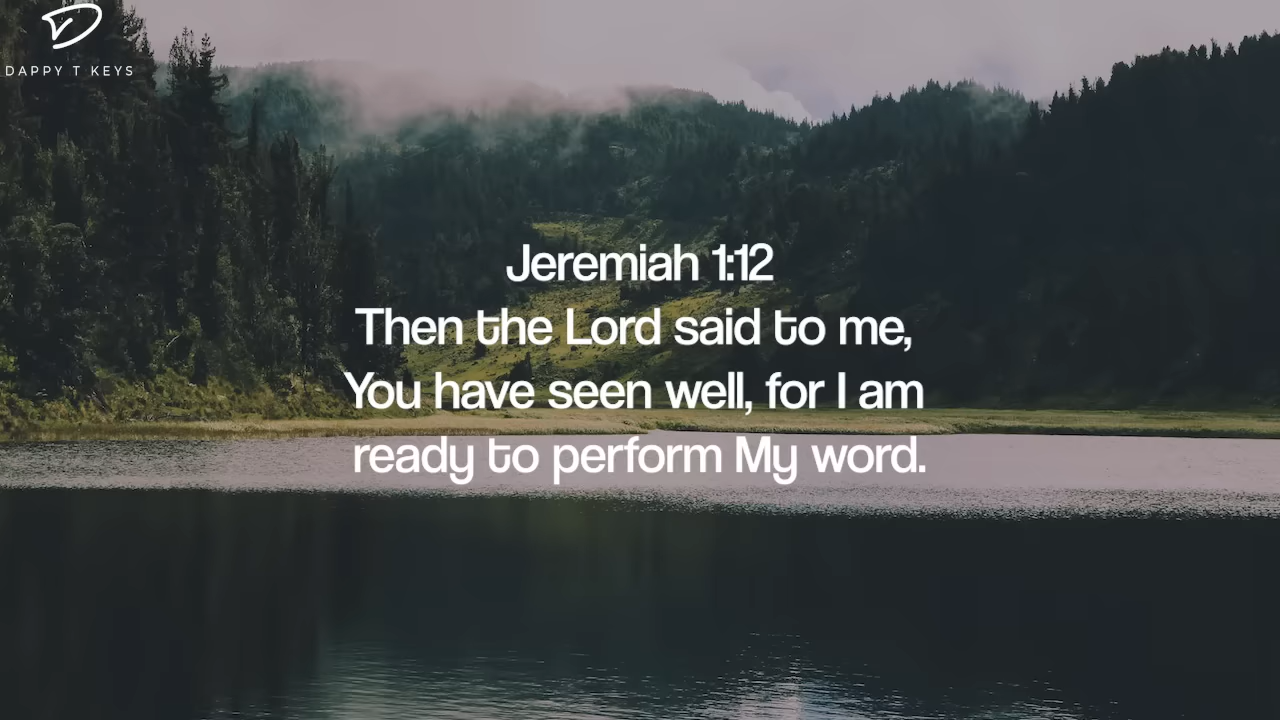 DAPPY T KEYS
Jeremiah 1:12
Then the Lord said to me,
You have seen well, for I am
ready to perform My word.